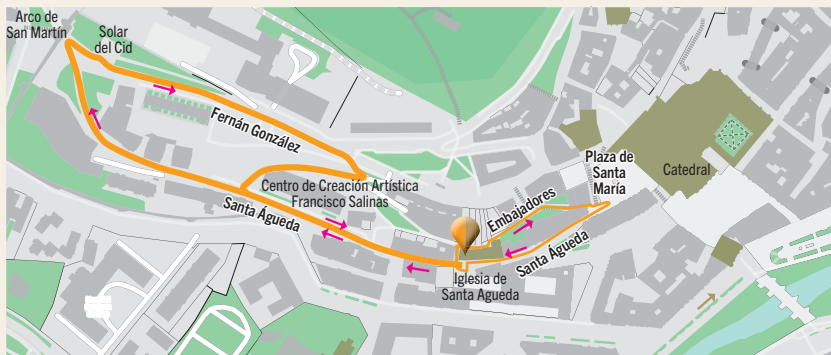 Arco de
San Martín
Solar
del Cid
Fernán González
Centro de Creación Artística
Francisco Salinas
Santa Águeda
Embajadores
Plaza de
Santa
María
Catedral
Santa Águeda
Iglesia de
Santa Agueda